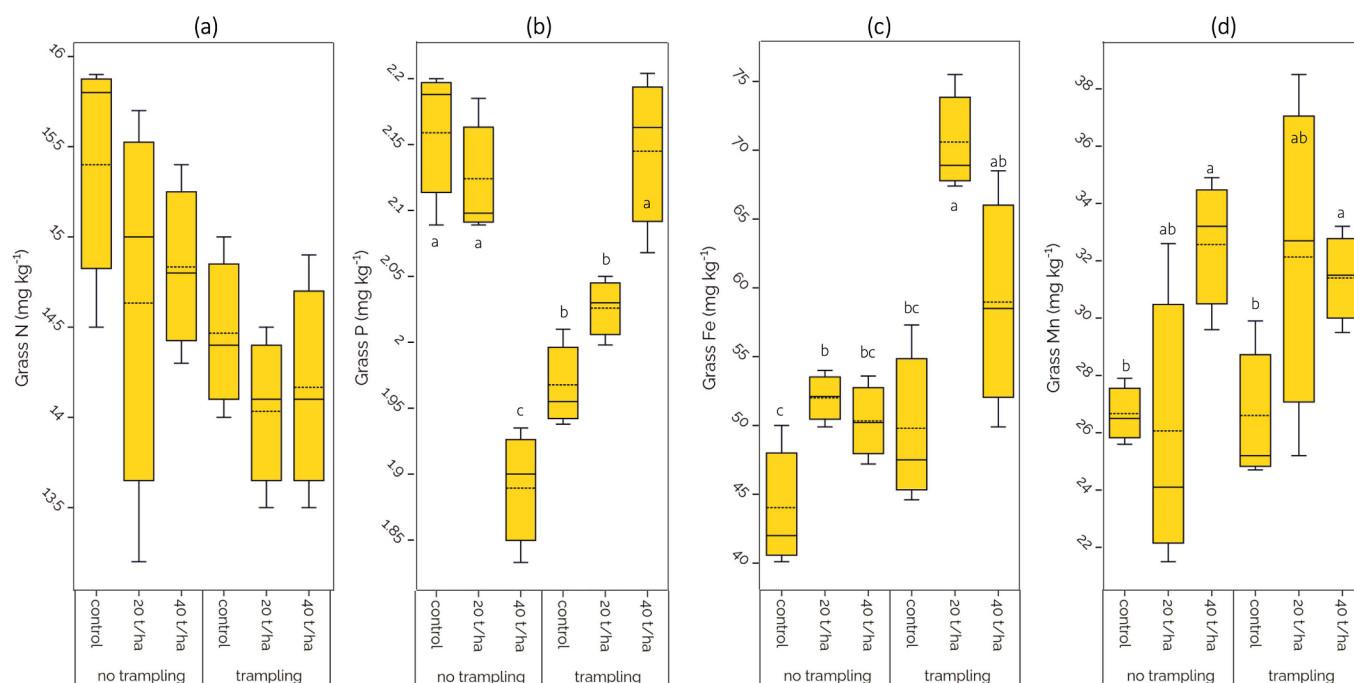 (a)
16
15.5
15
14.5
14
13.5
Grass N (mg kg⁻¹)
control
20 t/ha
40 t/ha
control
20 t/ha
40 t/ha
no trampling
trampling
(b)
2.2
2.15
2.1
2.05
2
1.95
1.9
1.85
Grass P (mg kg⁻¹)
a
a
c
b
b
a
control
20 t/ha
40 t/ha
control
20 t/ha
40 t/ha
no trampling
trampling
(c)
75
70
65
60
55
50
45
40
Grass Fe (mg kg⁻¹)
c
b
bc
bc
a
ab
control
20 t/ha
40 t/ha
control
20 t/ha
40 t/ha
no trampling
trampling
(d)
38
36
34
32
30
28
26
24
22
Grass Mn (mg kg⁻¹)
b
ab
a
b
ab
a
control
20 t/ha
40 t/ha
control
20 t/ha
40 t/ha
no trampling
trampling